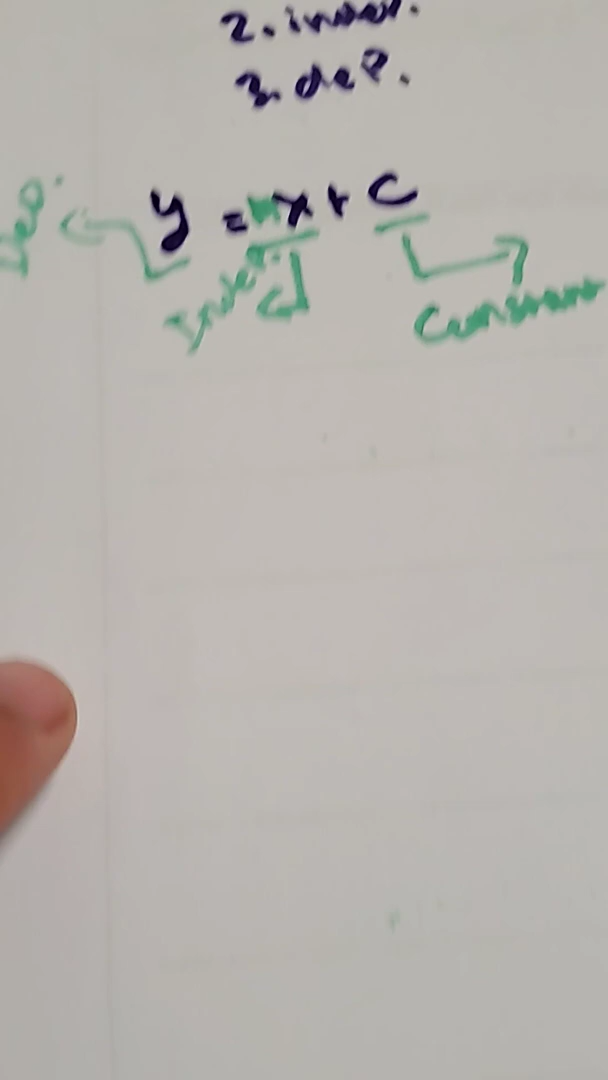 2. indep.
3. dep.
y = mx + c
Dep.
Indep.
Constant